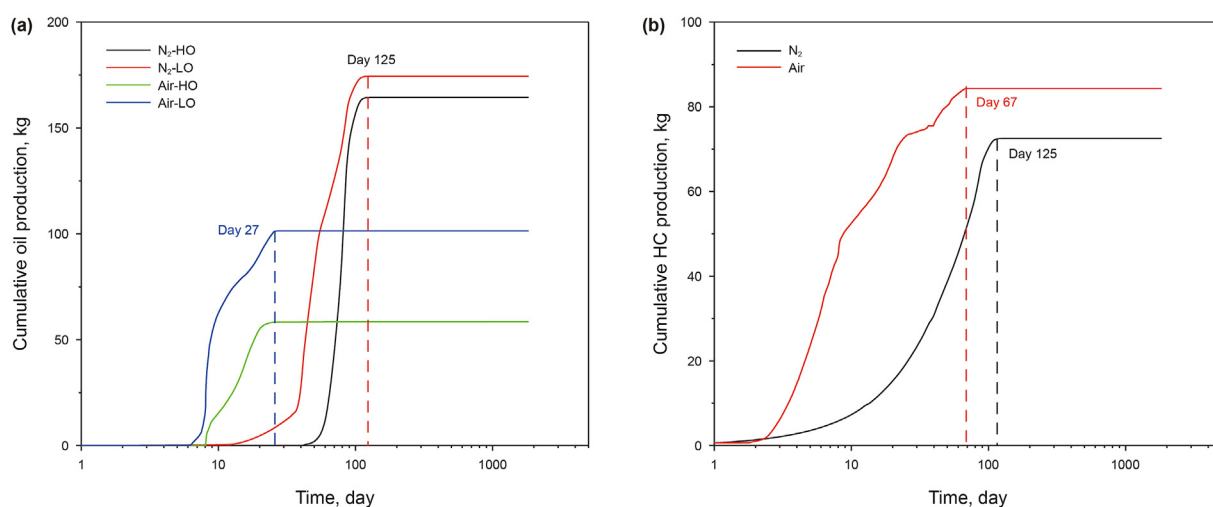 (a)
N₂-HO
N₂-LO
Air-HO
Air-LO
Day 125
Day 27
200
150
100
50
0
Cumulative oil production, kg
1
10
100
1000
Time, day
(b)
N₂
Air
Day 67
Day 125
100
80
60
40
20
0
Cumulative HC production, kg
1
10
100
1000
Time, day